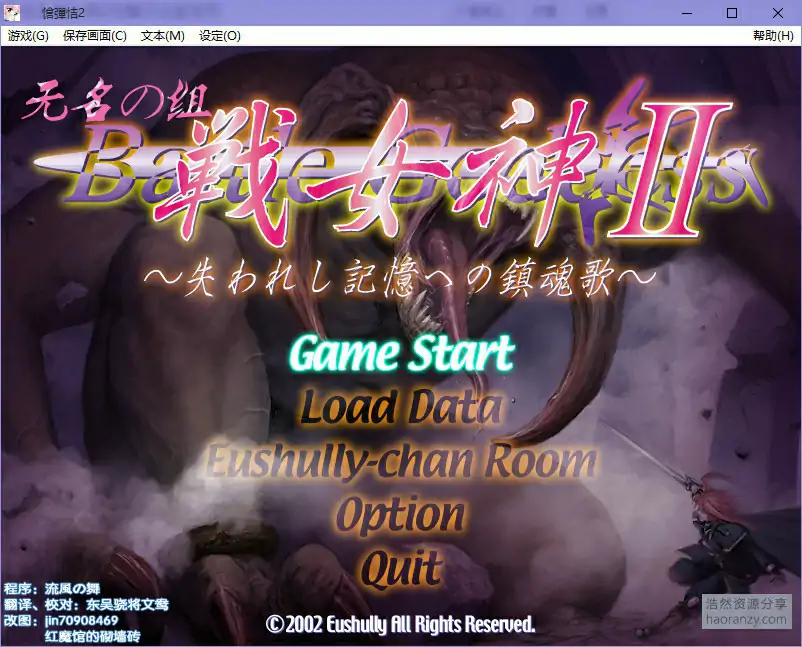 游戏(G) 保存画面(C) 文本(M) 设定(O) 帮助(H)
无名の组
Battle Goddess
戦女神II
～失われし記憶への鎮魂歌～
Game Start
Load Data
Eushully-chan Room
Option
Quit
程序：流風の舞
翻译、校对：东吴骁将文鸯
改图：jin70908469
红魔馆的砌墙砖
©2002 Eushully All Rights Reserved.
浩然资源分享
haoranzy.com